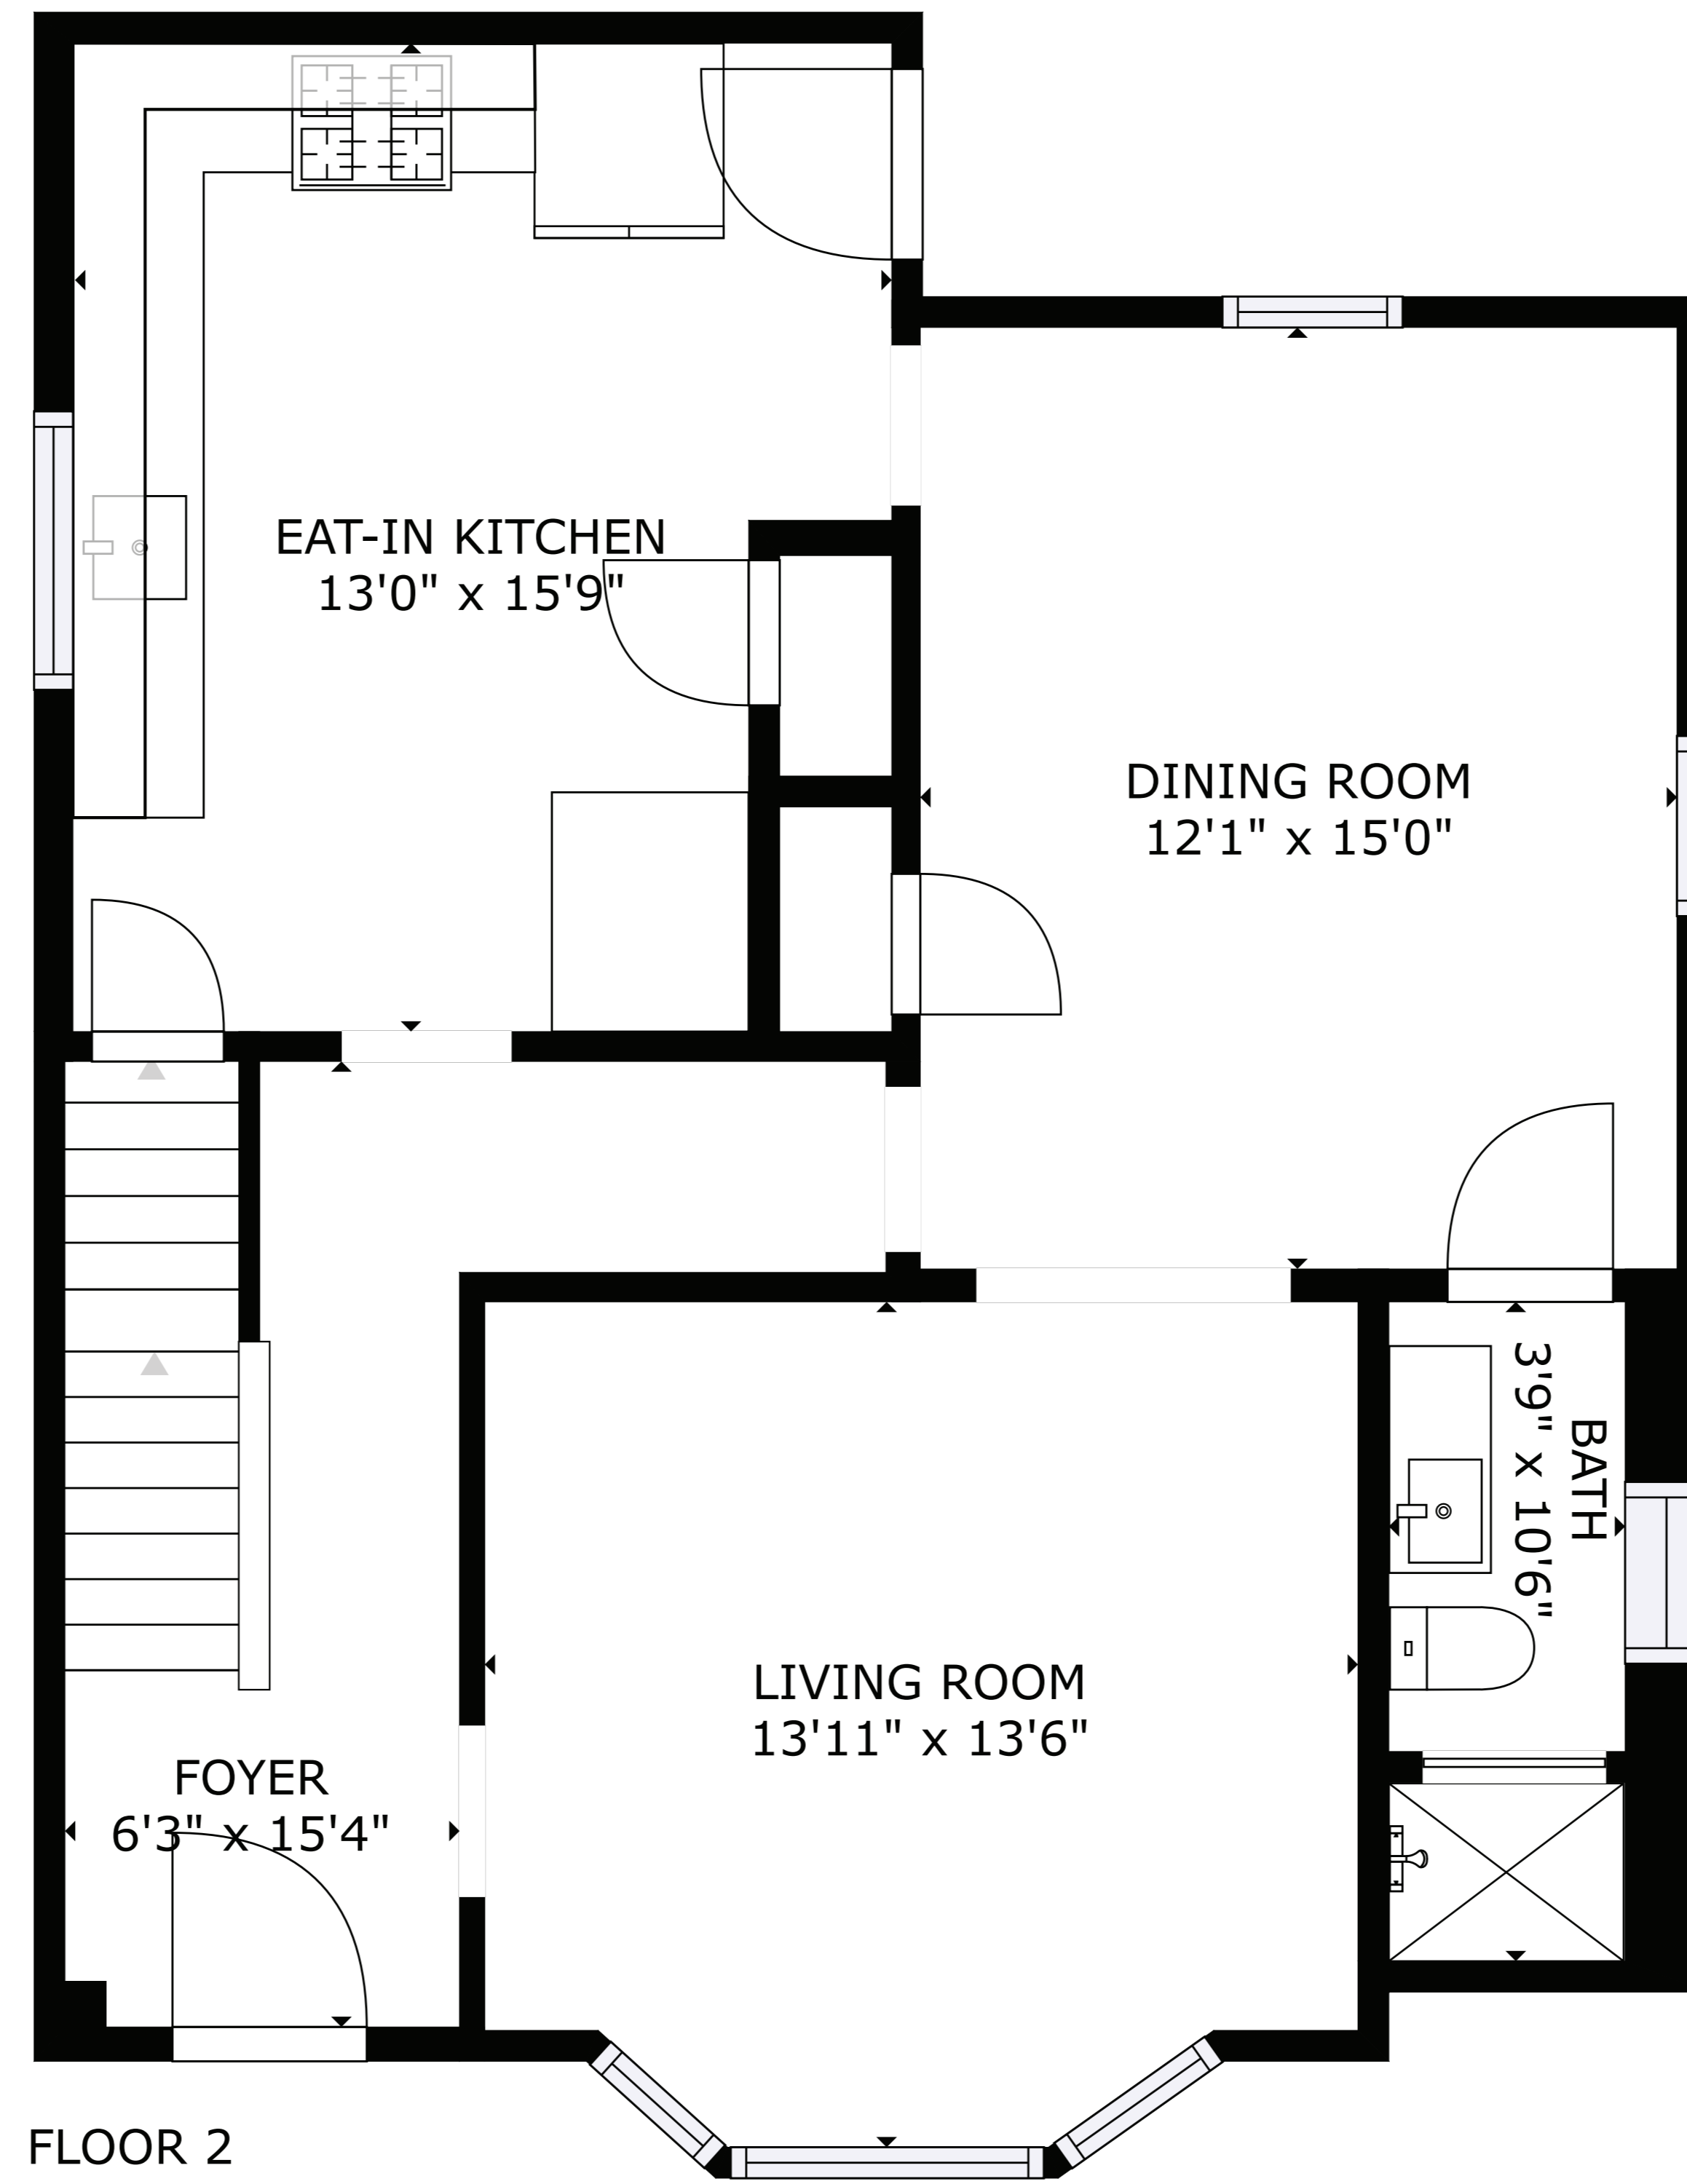 EAT-IN KITCHEN
13'0" x 15'9"
DINING ROOM
12'1" x 15'0"
BATH
3'9" x 10'6"
LIVING ROOM
13'11" x 13'6"
FOYER
6'3" x 15'4"
FLOOR 2